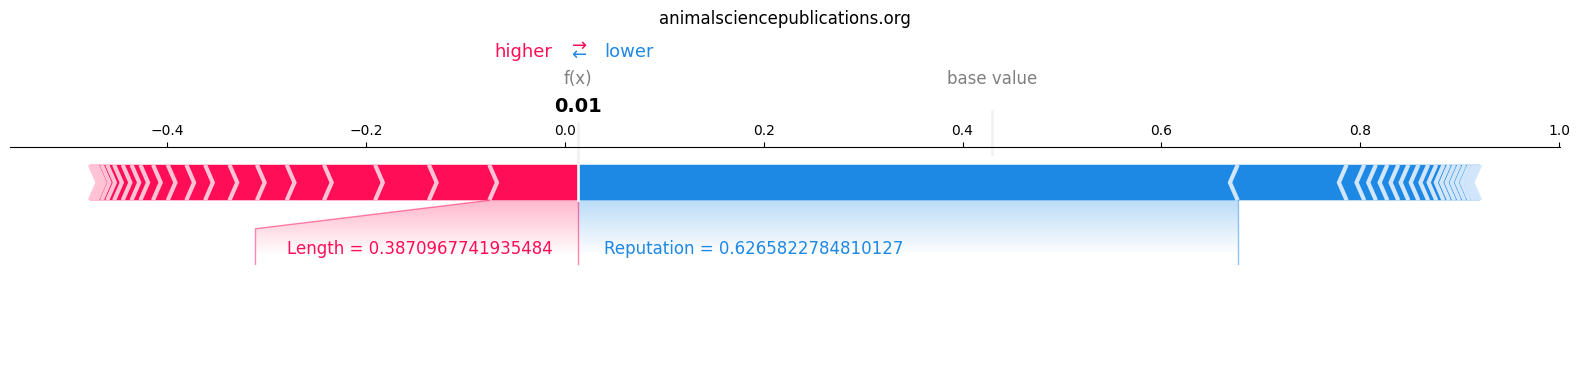 animalsciencepublications.org
higher ⇄ lower
f(x) base value
0.01
−0.4 −0.2 0.0 0.2 0.4 0.6 0.8 1.0
Length = 0.3870967741935484 Reputation = 0.6265822784810127